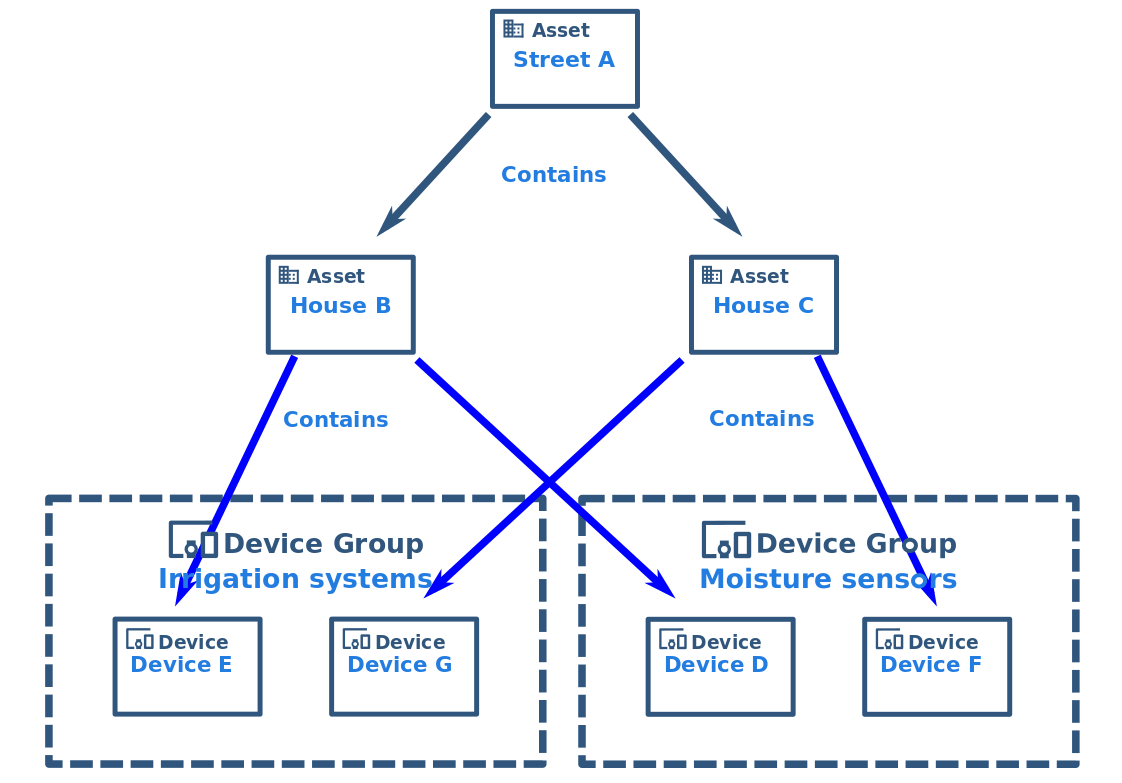 Asset
Street A
Contains
Asset
House B
Asset
House C
Contains
Contains
Device Group
Irrigation systems
Device Group
Moisture sensors
Device
Device E
Device
Device G
Device
Device D
Device
Device F